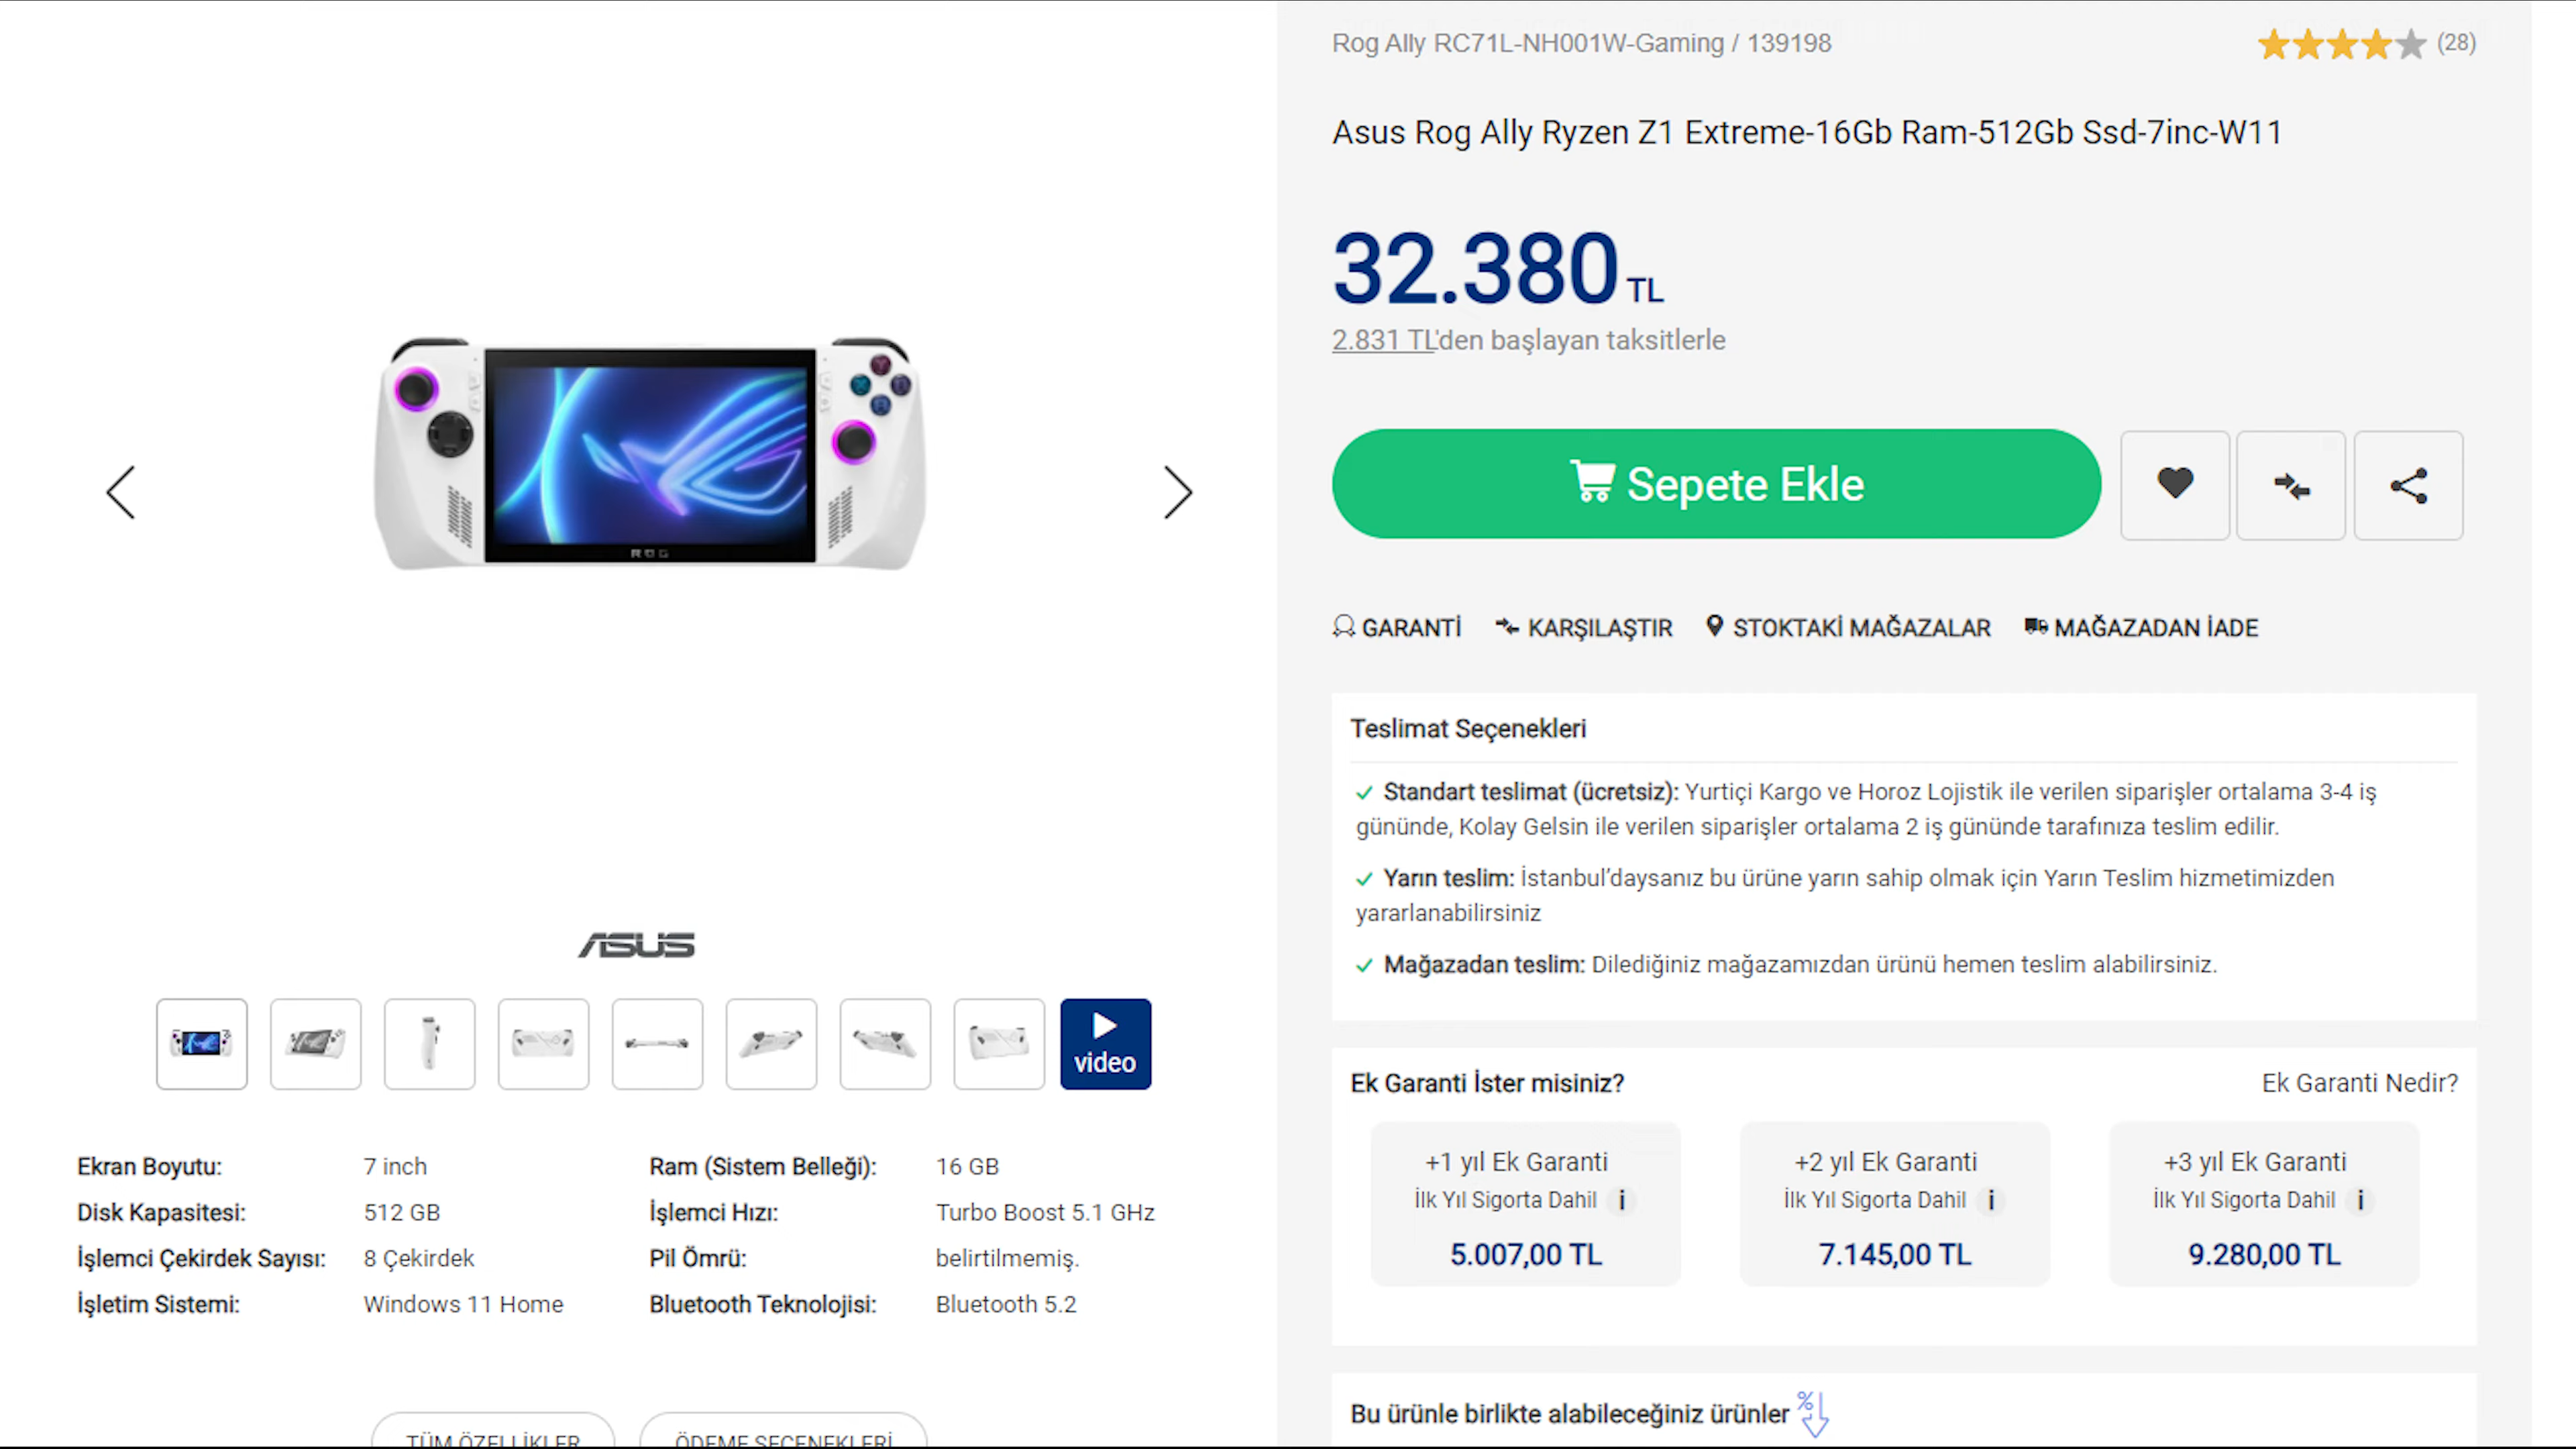 Rog Ally RC71L-NH001W-Gaming / 139198
(28)
Asus Rog Ally Ryzen Z1 Extreme-16Gb Ram-512Gb Ssd-7inc-W11
32.380 TL
2.831 TL'den başlayan taksitlerle
Sepete Ekle
GARANTİ KARŞILAŞTIR STOKTAKİ MAĞAZALAR MAĞAZADAN İADE
Teslimat Seçenekleri
Standart teslimat (ücretsiz): Yurtiçi Kargo ve Horoz Lojistik ile verilen siparişler ortalama 3-4 iş
gününde, Kolay Gelsin ile verilen siparişler ortalama 2 iş gününde tarafınıza teslim edilir.
Yarın teslim: İstanbul'daysanız bu ürüne yarın sahip olmak için Yarın Teslim hizmetimizden
yararlanabilirsiniz
Mağazadan teslim: Dilediğiniz mağazamızdan ürünü hemen teslim alabilirsiniz.
Ek Garanti İster misiniz?
Ek Garanti Nedir?
+1 yıl Ek Garanti
İlk Yıl Sigorta Dahil i
5.007,00 TL
+2 yıl Ek Garanti
İlk Yıl Sigorta Dahil i
7.145,00 TL
+3 yıl Ek Garanti
İlk Yıl Sigorta Dahil i
9.280,00 TL
Bu ürünle birlikte alabileceğiniz ürünler %
ROG
ASUS
video
Ekran Boyutu: 7 inch
Disk Kapasitesi: 512 GB
İşlemci Çekirdek Sayısı: 8 Çekirdek
İşletim Sistemi: Windows 11 Home
Ram (Sistem Belleği): 16 GB
İşlemci Hızı: Turbo Boost 5.1 GHz
Pil Ömrü: belirtilmemiş.
Bluetooth Teknolojisi: Bluetooth 5.2
TÜM ÖZELLİKLER
ÖDEME SEÇENEKLERİ